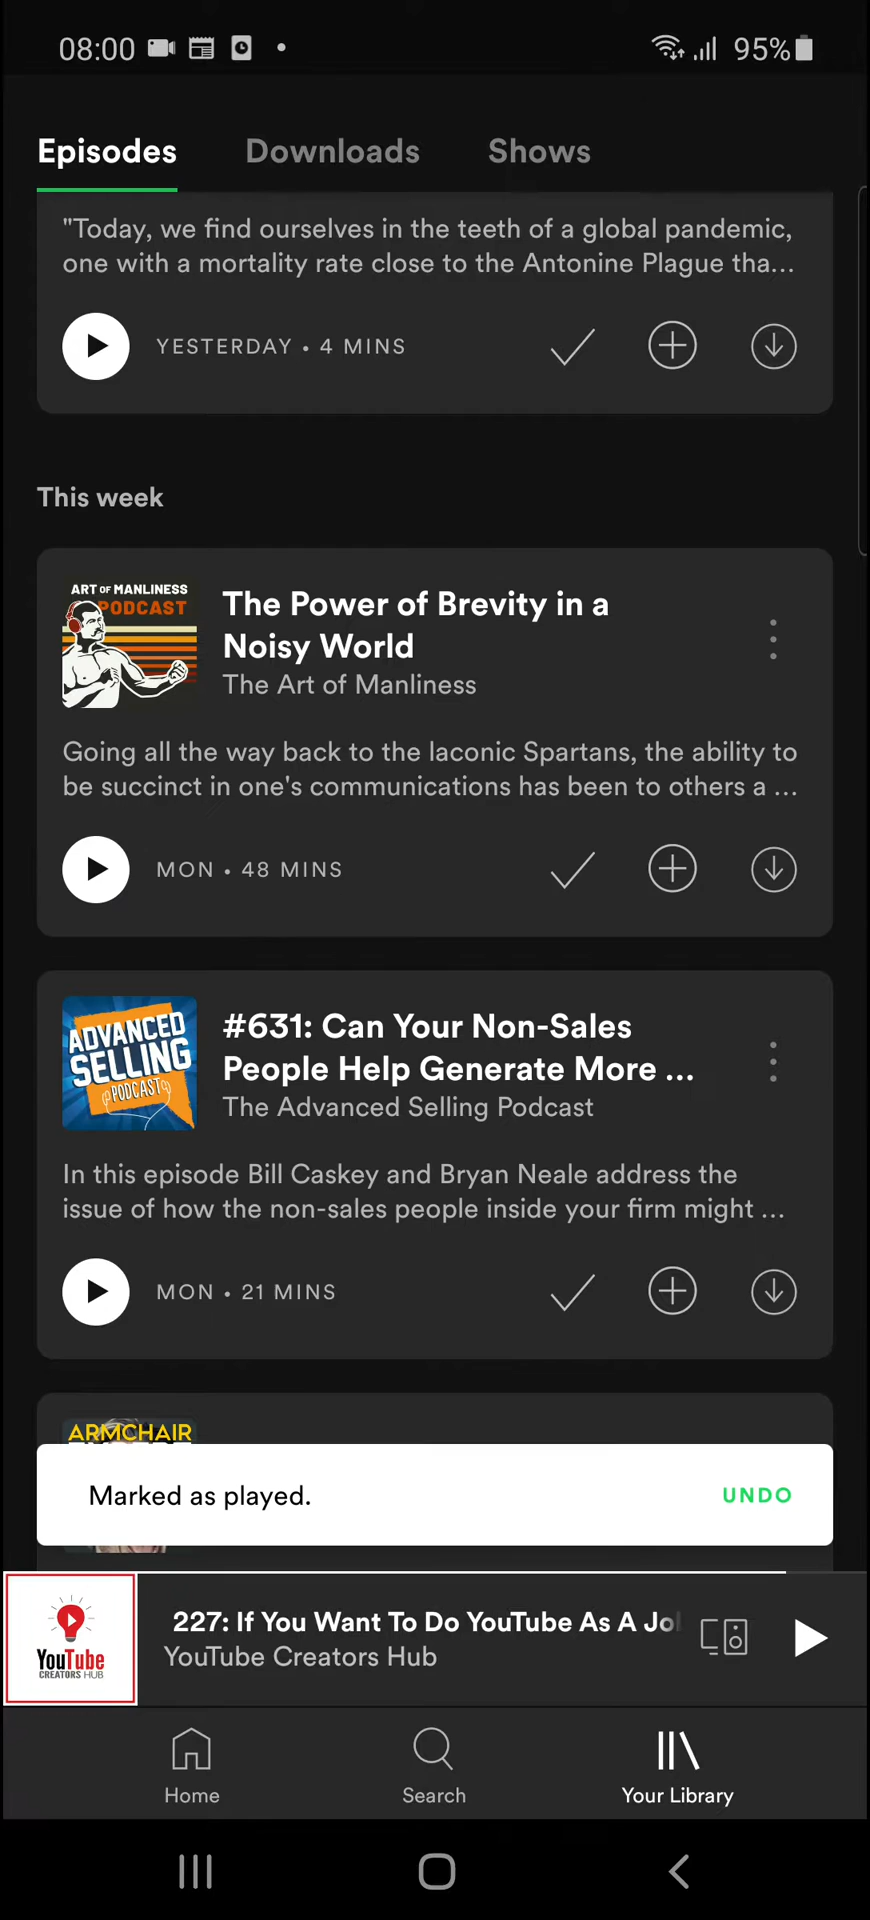 08:00
95%
Episodes
Downloads
Shows
"Today, we find ourselves in the teeth of a global pandemic,
one with a mortality rate close to the Antonine Plague tha...
YESTERDAY • 4 MINS
This week
ART OF MANLINESS
PODCAST
The Power of Brevity in a
Noisy World
The Art of Manliness
Going all the way back to the laconic Spartans, the ability to
be succinct in one's communications has been to others a ...
MON • 48 MINS
ADVANCED
SELLING
PODCAST
#631: Can Your Non-Sales
People Help Generate More ...
The Advanced Selling Podcast
In this episode Bill Caskey and Bryan Neale address the
issue of how the non-sales people inside your firm might ...
MON • 21 MINS
ARMCHAIR
Marked as played.
UNDO
YouTube
CREATORS HUB
227: If You Want To Do YouTube As A Jo
YouTube Creators Hub
Home
Search
Your Library